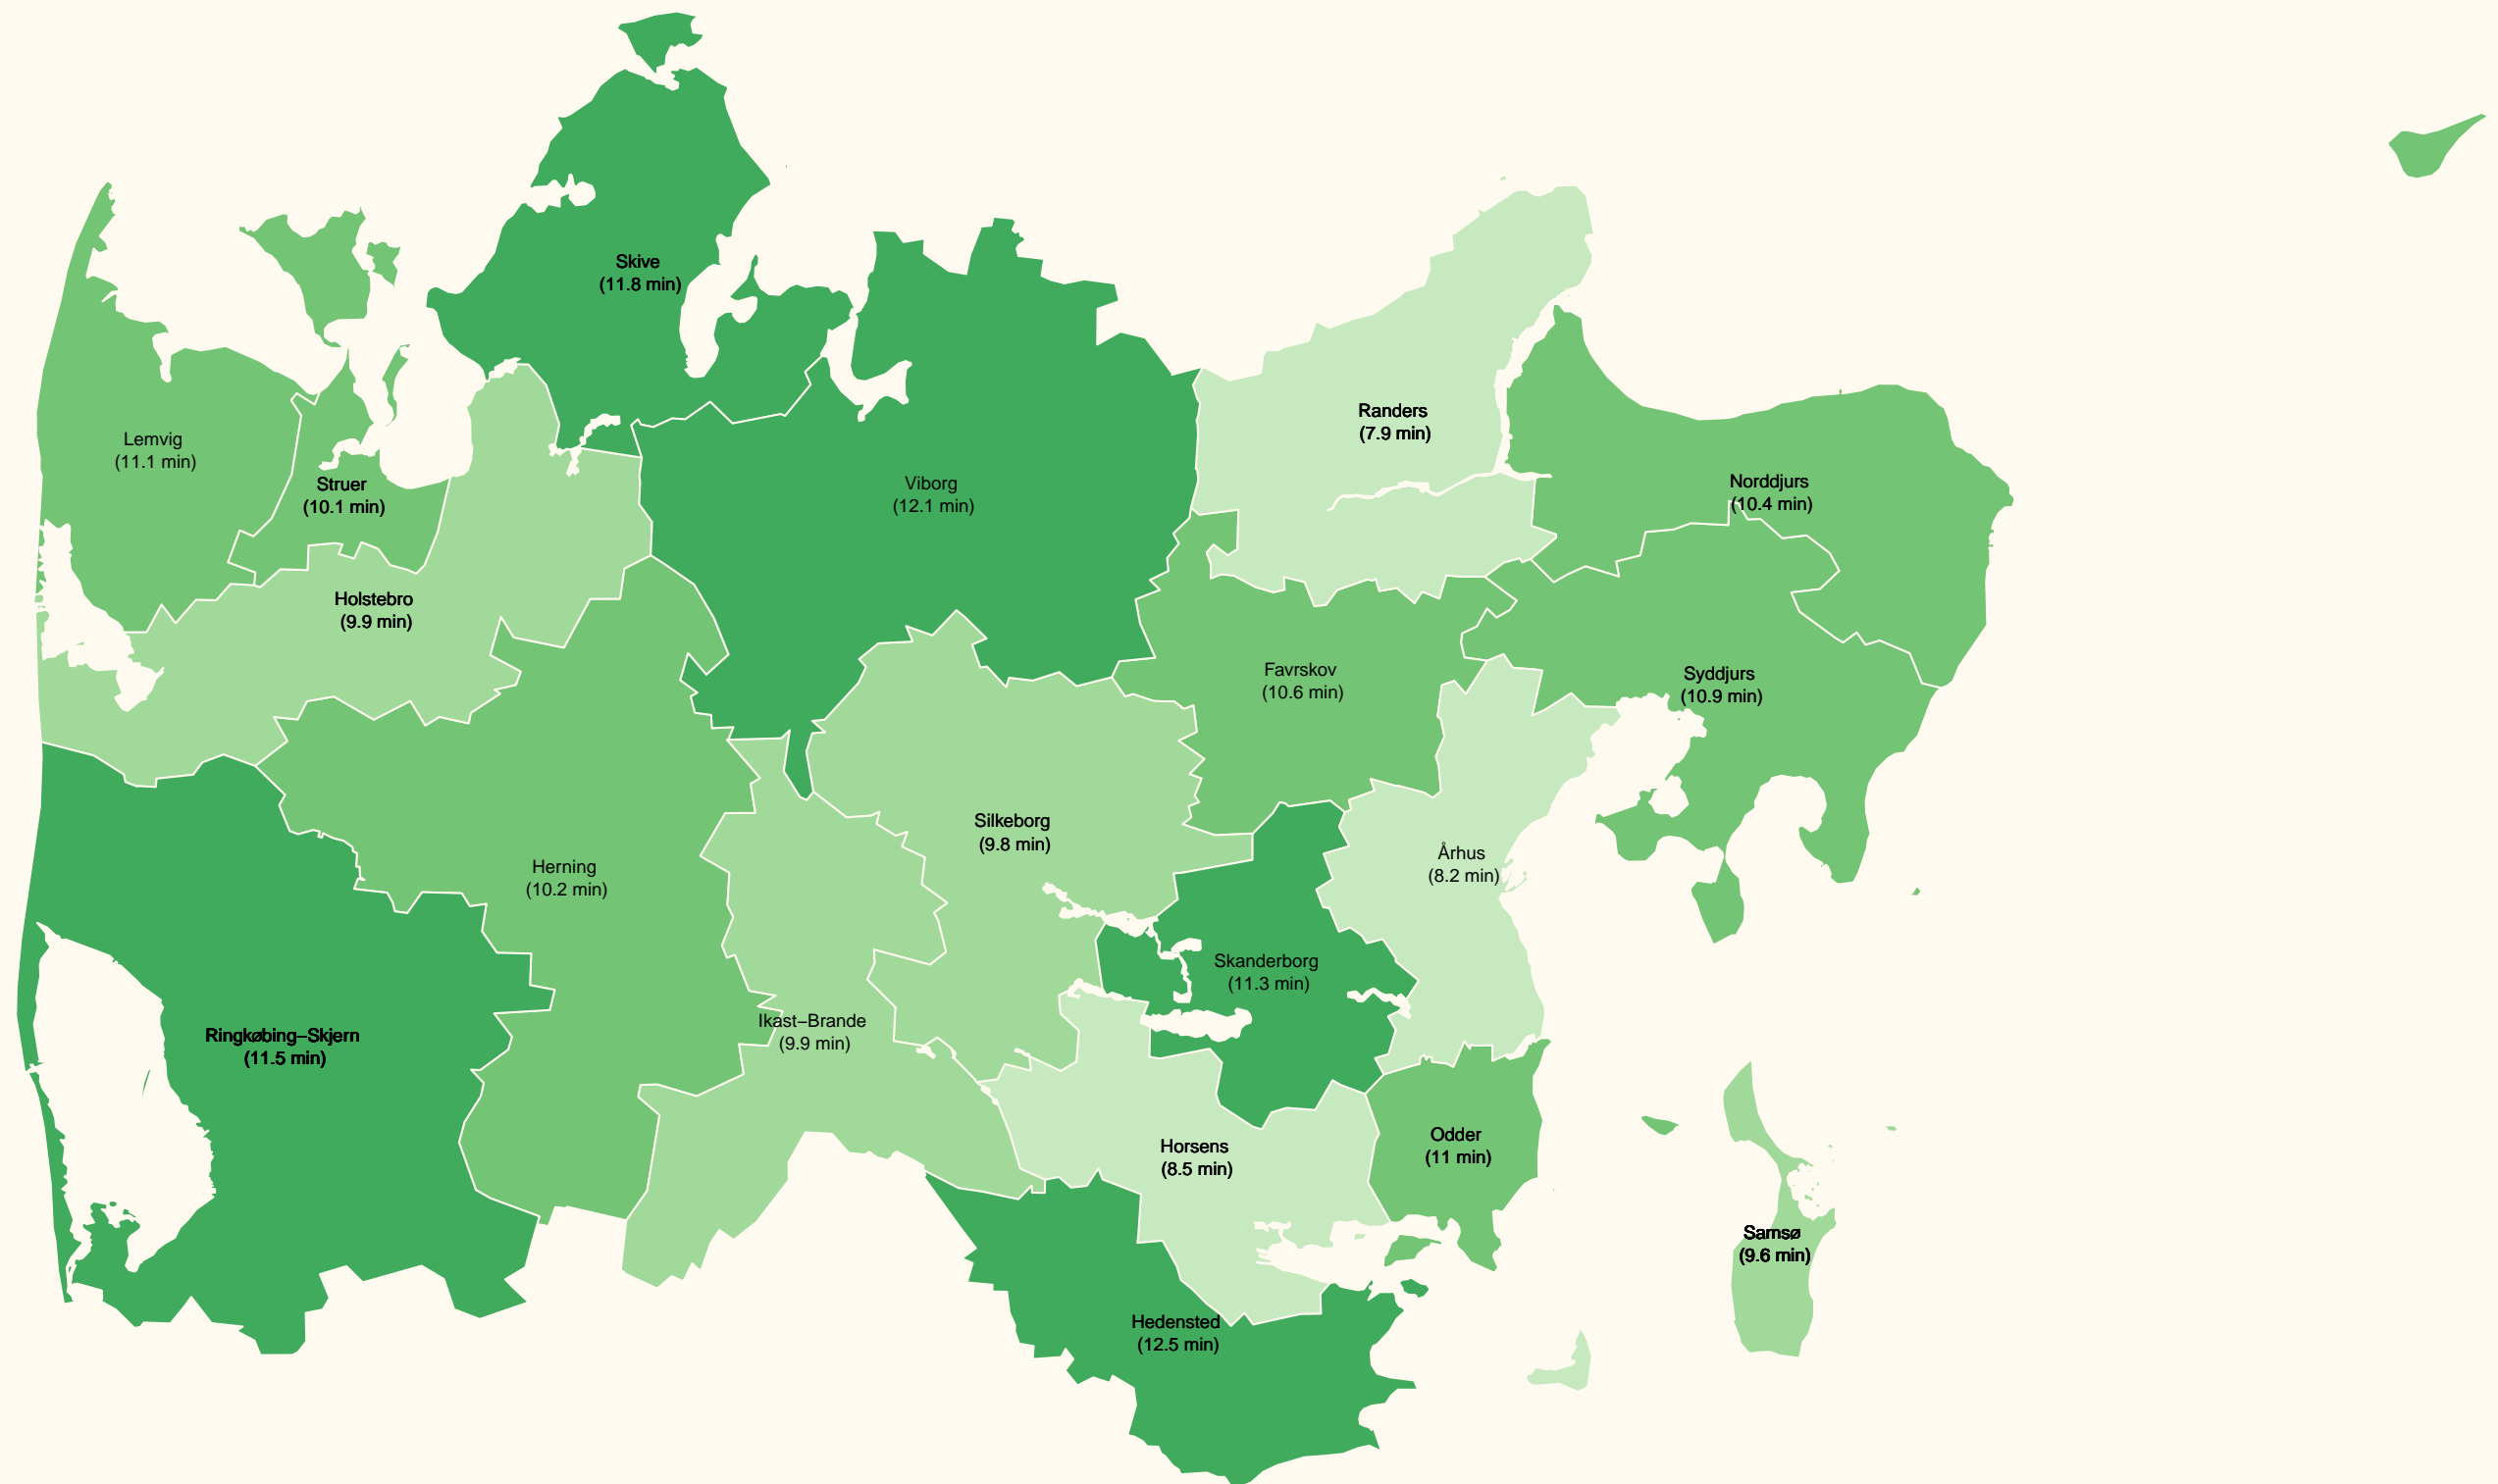 Skive
(11.8 min)
Randers
(7.9 min)
Lemvig
(11.1 min)
Struer
(10.1 min)
Viborg
(12.1 min)
Norddjurs
(10.4 min)
Holstebro
(9.9 min)
Favrskov
(10.6 min)
Syddjurs
(10.9 min)
Silkeborg
(9.8 min)
Århus
(8.2 min)
Herning
(10.2 min)
Skanderborg
(11.3 min)
Ikast−Brande
(9.9 min)
Ringkøbing−Skjern
(11.5 min)
Odder
(11 min)
Horsens
(8.5 min)
Samsø
(9.6 min)
Hedensted
(12.5 min)